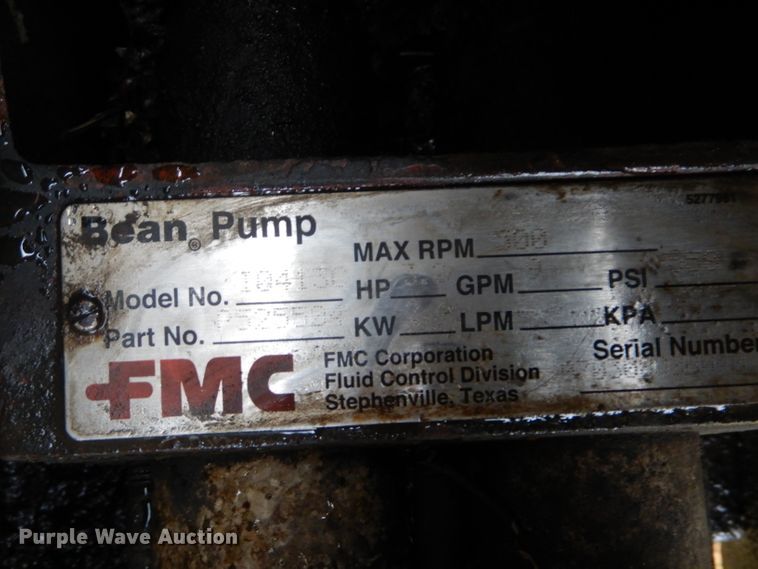 5277981
Bean® Pump
MAX RPM
Model No. HP GPM PSI
Part No. KW LPM KPA
FMC
FMC Corporation
Fluid Control Division
Stephenville, Texas
Serial Number
Purple Wave Auction